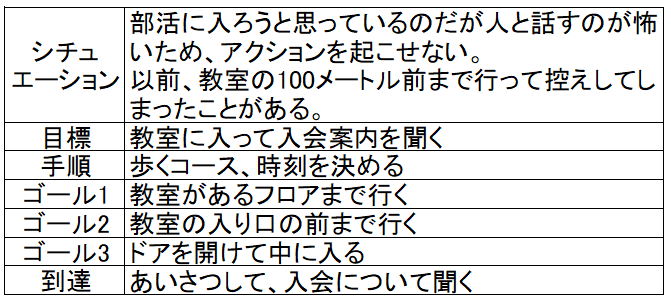 シチュ
エーション
部活に入ろうと思っているのだが人と話すのが怖
いため、アクションを起こせない。
以前、教室の100メートル前まで行って控えしてし
まったことがある。
目標 教室に入って入会案内を聞く
手順 歩くコース、時刻を決める
ゴール1 教室があるフロアまで行く
ゴール2 教室の入り口の前まで行く
ゴール3 ドアを開けて中に入る
到達 あいさつして、入会について聞く